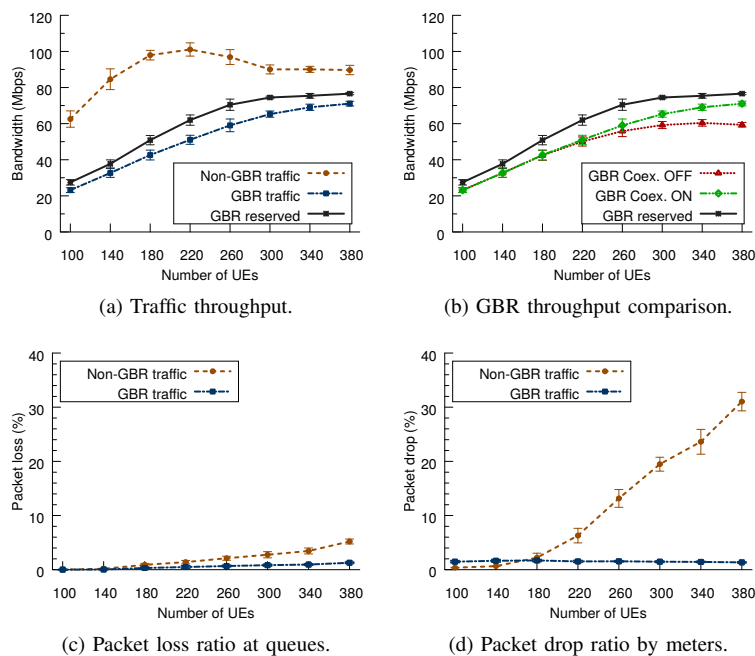 120
100
80
60
40
20
0
Bandwidth (Mbps)
Non-GBR traffic
GBR traffic
GBR reserved
100 140 180 220 260 300 340 380
Number of UEs
(a) Traffic throughput.
120
100
80
60
40
20
0
Bandwidth (Mbps)
GBR Coex. OFF
GBR Coex. ON
GBR reserved
100 140 180 220 260 300 340 380
Number of UEs
(b) GBR throughput comparison.
40
30
20
10
0
Packet loss (%)
Non-GBR traffic
GBR traffic
100 140 180 220 260 300 340 380
Number of UEs
(c) Packet loss ratio at queues.
40
30
20
10
0
Packet drop (%)
Non-GBR traffic
GBR traffic
100 140 180 220 260 300 340 380
Number of UEs
(d) Packet drop ratio by meters.